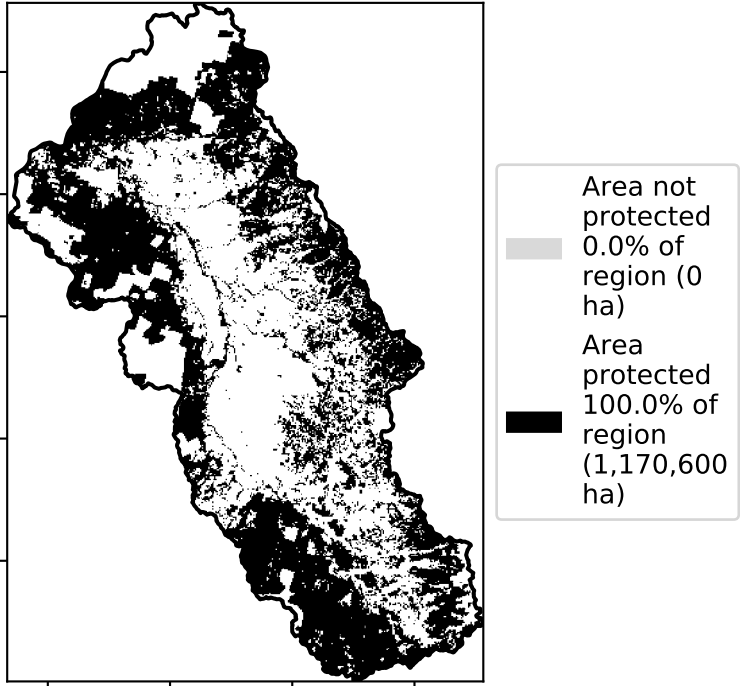 Area not
protected
0.0% of
region (0
ha)
Area
protected
100.0% of
region
(1,170,600
ha)